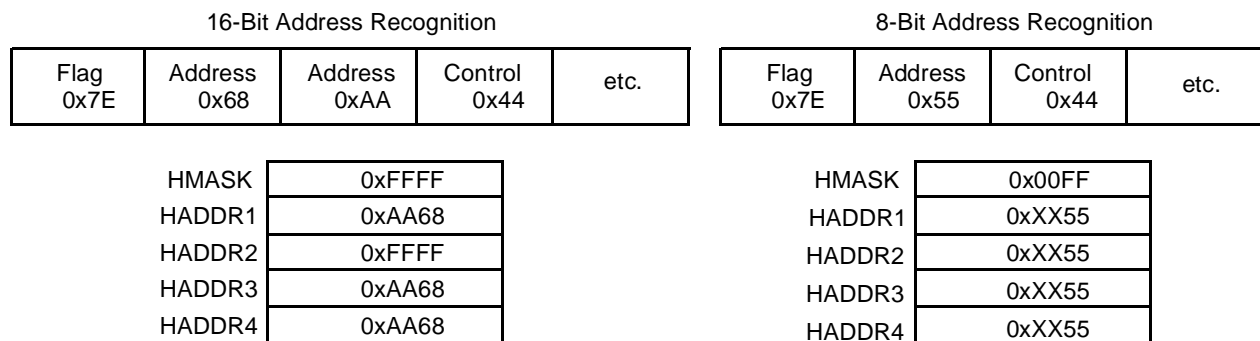 16-Bit Address Recognition
Flag Address Address Control etc.
0x7E 0x68 0xAA 0x44
HMASK 0xFFFF
HADDR1 0xAA68
HADDR2 0xFFFF
HADDR3 0xAA68
HADDR4 0xAA68
8-Bit Address Recognition
Flag Address Control etc.
0x7E 0x55 0x44
HMASK 0x00FF
HADDR1 0xXX55
HADDR2 0xXX55
HADDR3 0xXX55
HADDR4 0xXX55